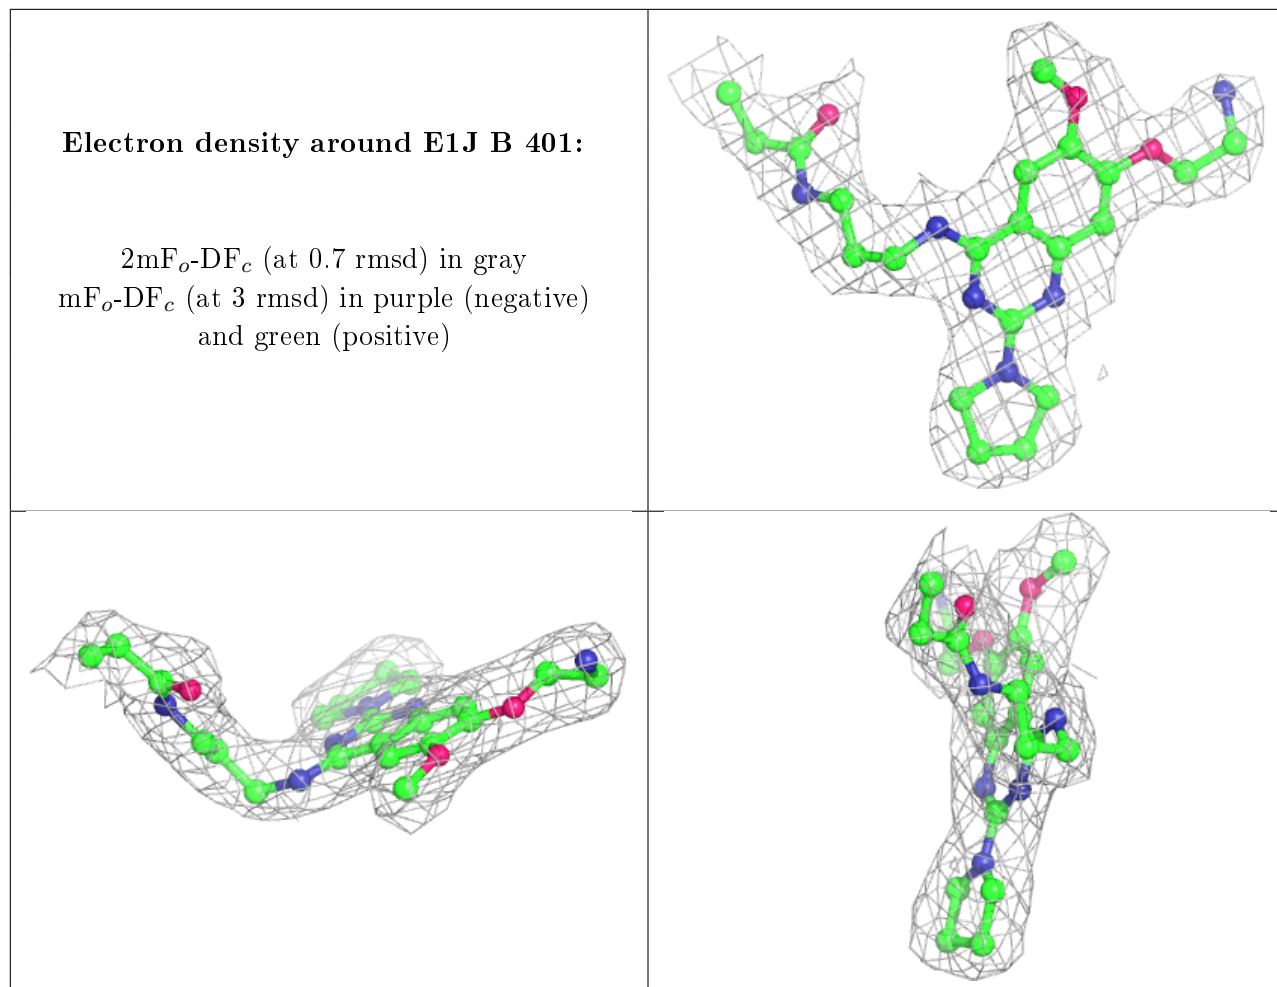 Electron density around E1J B 401:
2mFo-DFc (at 0.7 rmsd) in gray
mFo-DFc (at 3 rmsd) in purple (negative)
and green (positive)